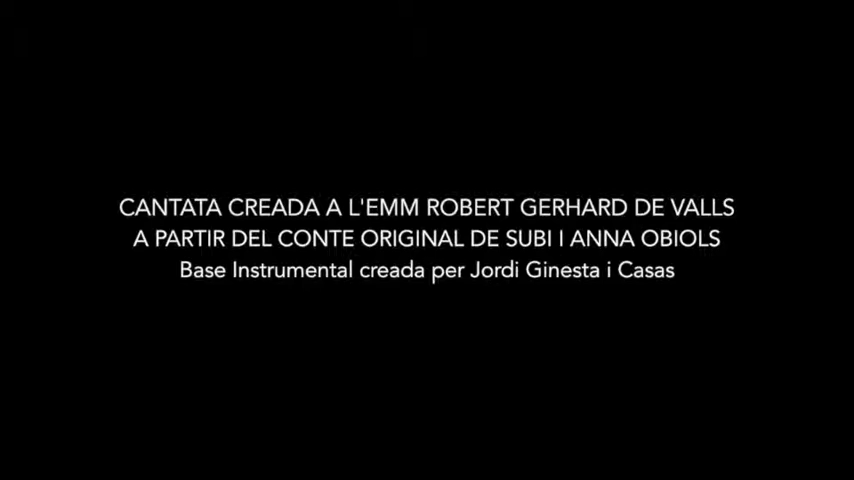 CANTATA CREADA A L'EMM ROBERT GERHARD DE VALLS
A PARTIR DEL CONTE ORIGINAL DE SUBI I ANNA OBIOLS
Base Instrumental creada per Jordi Ginesta i Casas